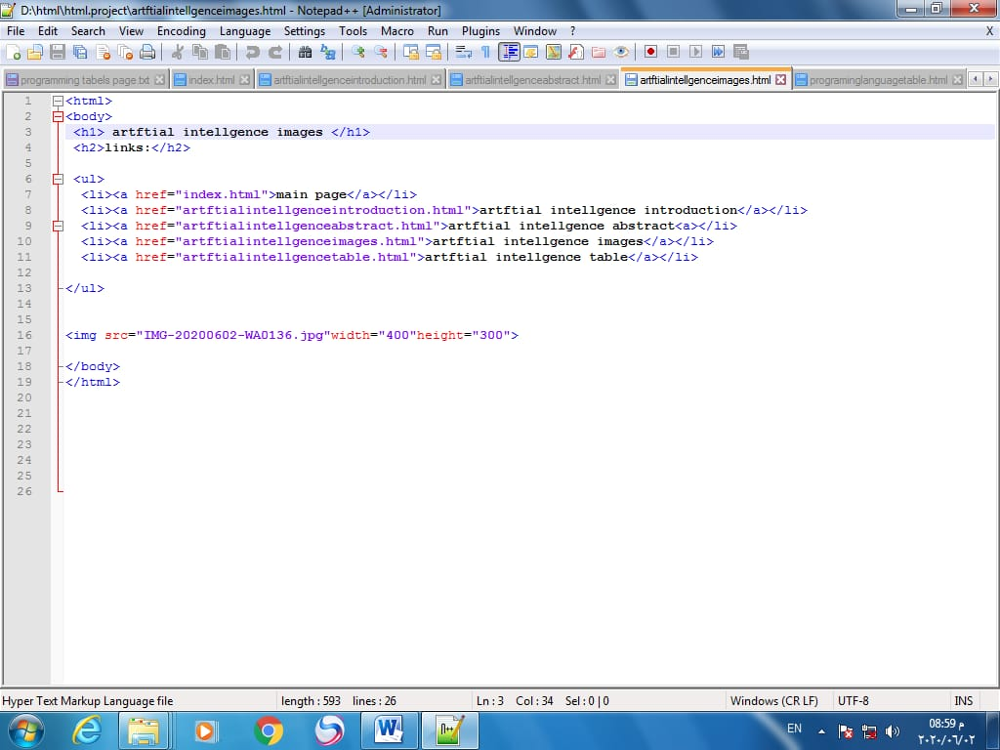 D:\html\html.project\artftialintellgenceimages.html - Notepad++ [Administrator]
File Edit Search View Encoding Language Settings Tools Macro Run Plugins Window ? X
programming tabels page.txt index.html artftialintellgenceintroduction.html artftialintellgenceabstract.html artftialintellgenceimages.html programinglanguagetable.html
1 <html>
2 <body>
3 <h1> artftial intellgence images </h1>
4 <h2>links:</h2>
5
6 <ul>
7 <li><a href="index.html">main page</a></li>
8 <li><a href="artftialintellgenceintroduction.html">artftial intellgence introduction</a></li>
9 <li><a href="artftialintellgenceabstract.html">artftial intellgence abstract<a></li>
10 <li><a href="artftialintellgenceimages.html">artftial intellgence images</a></li>
11 <li><a href="artftialintellgencetable.html">artftial intellgence table</a></li>
12
13 </ul>
14
15
16 <img src="IMG-20200602-WA0136.jpg"width="400"height="300">
17
18 </body>
19 </html>
20
21
22
23
24
25
26
Hyper Text Markup Language file length : 593 lines : 26 Ln : 3 Col : 34 Sel : 0 | 0 Windows (CR LF) UTF-8 INS
EN 08:59 م
٢٠٢٠/٠٦/٠٢